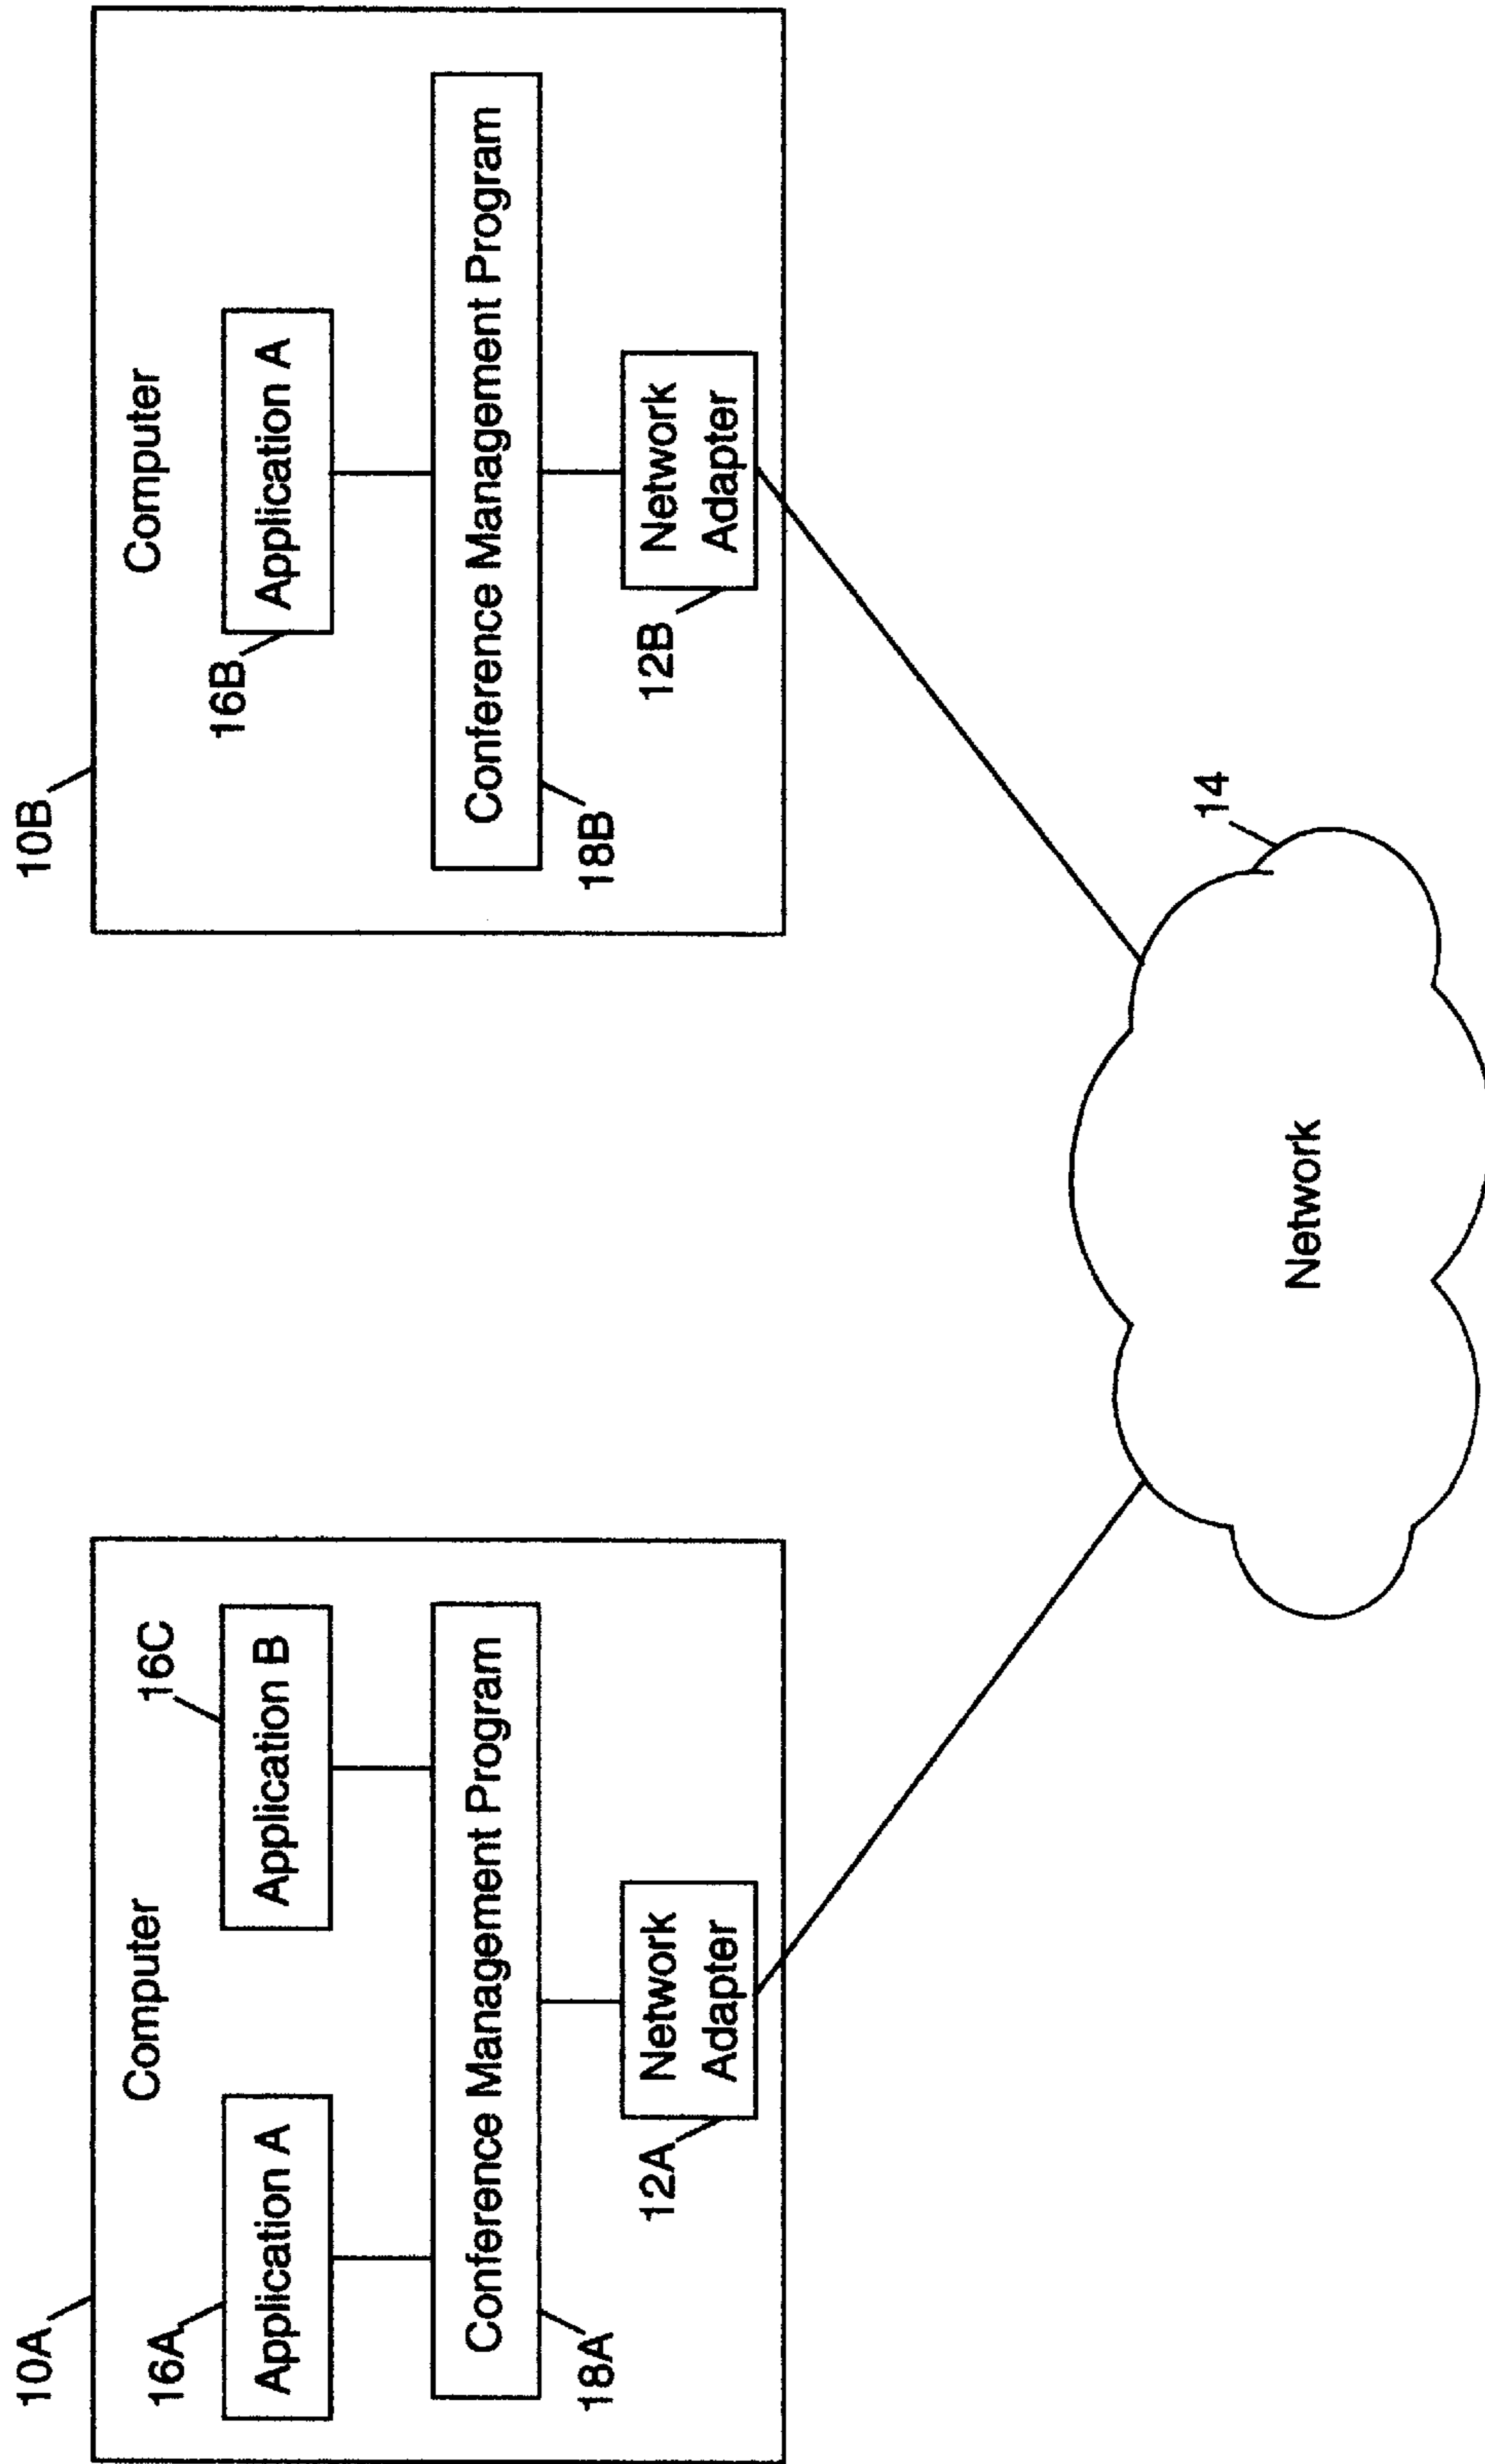 10A
Computer
16A
Application A
16C
Application B
Conference Management Program
18A
12A
Network
Adapter
10B
Computer
16B
Application A
Conference Management Program
18B
12B
Network
Adapter
14
Network